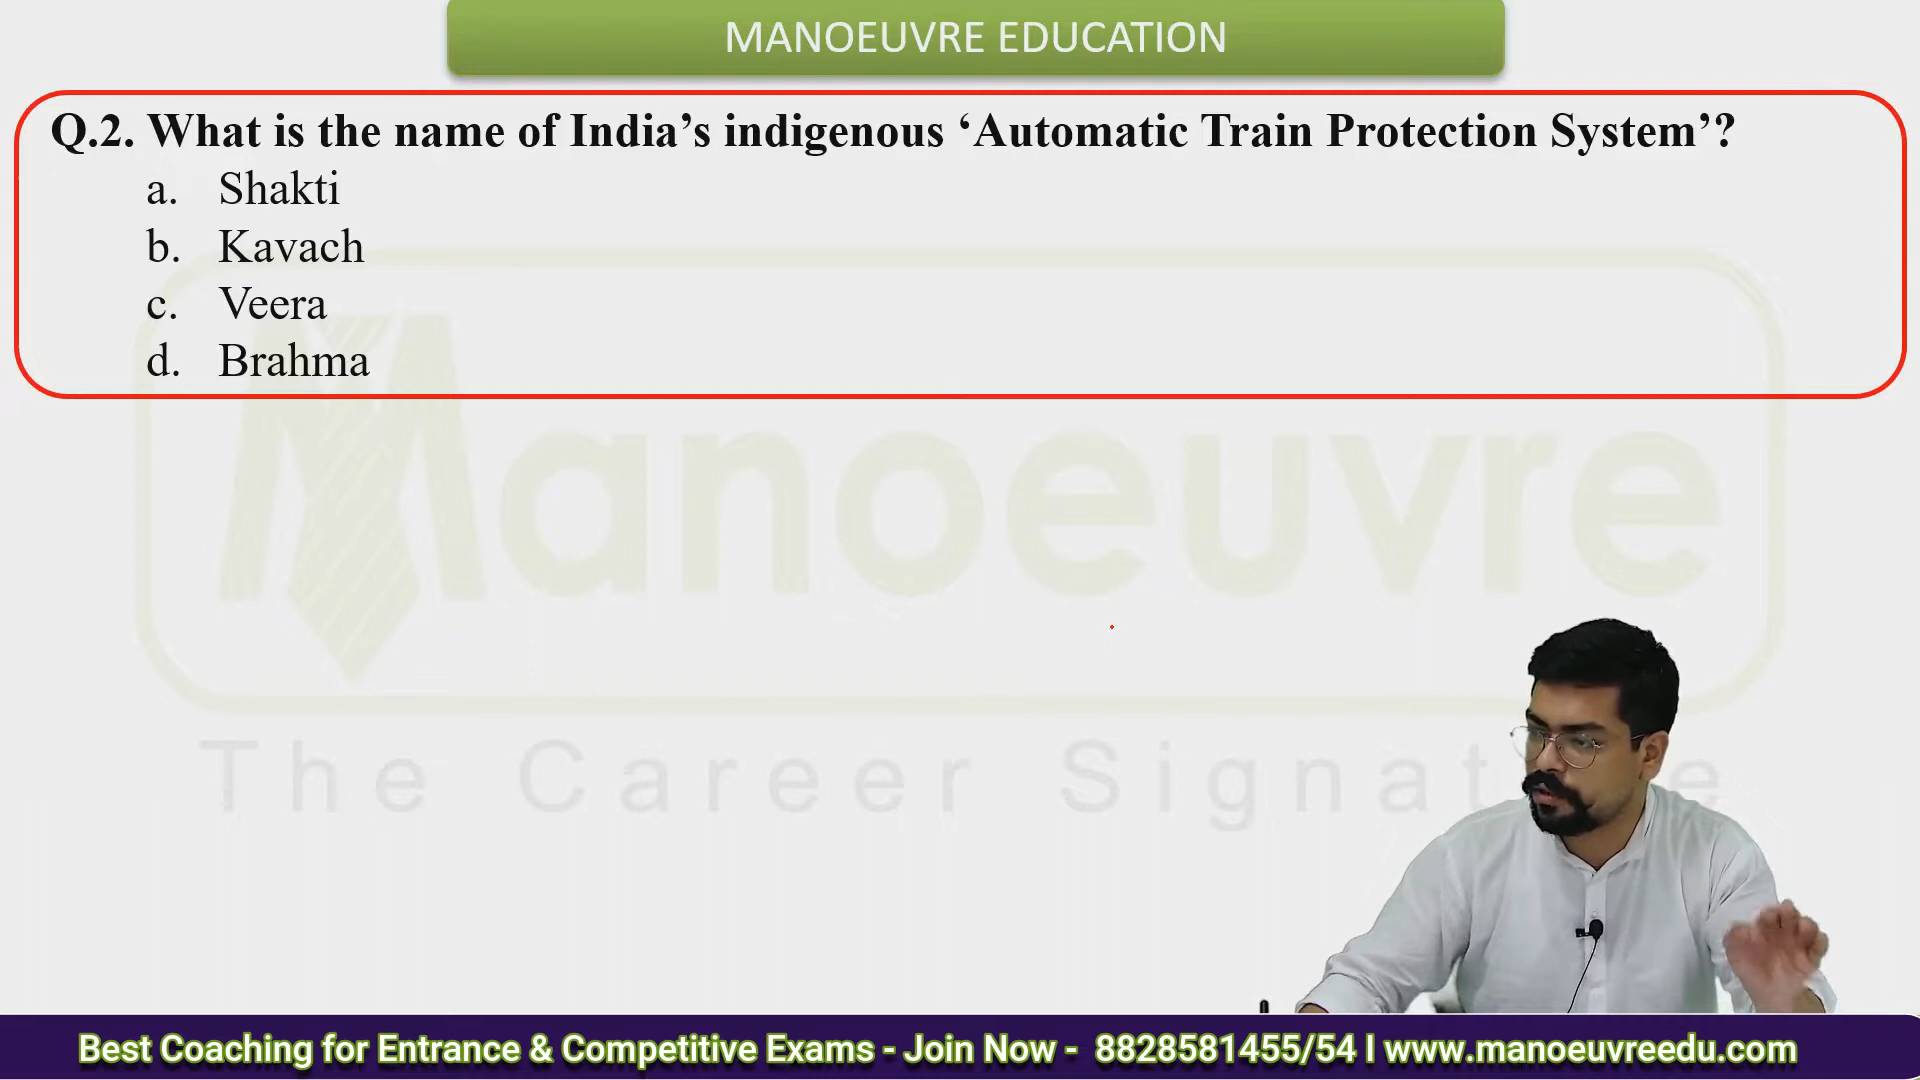 MANOEUVRE EDUCATION
Q.2. What is the name of India’s indigenous ‘Automatic Train Protection System’?
a. Shakti
b. Kavach
c. Veera
d. Brahma
Manoeuvre
The Career Signat e
Best Coaching for Entrance & Competitive Exams - Join Now - 8828581455/54 I www.manoeuvreedu.com